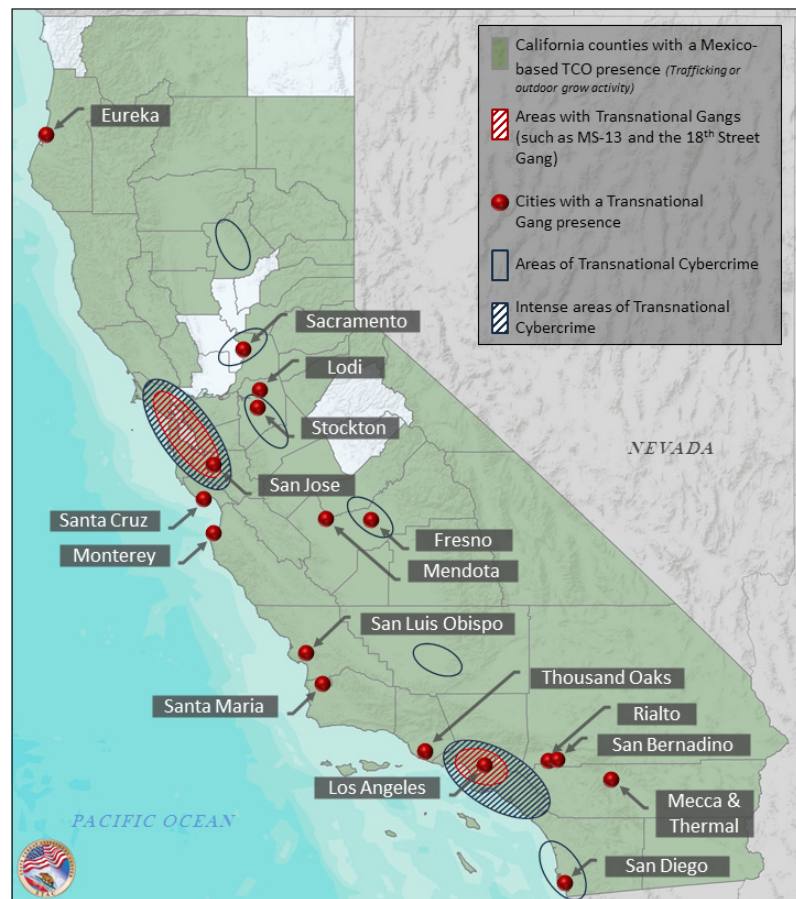 California counties with a Mexico-
based TCO presence (Trafficking or
outdoor grow activity)
Areas with Transnational Gangs
(such as MS-13 and the 18th Street
Gang)
Cities with a Transnational
Gang presence
Areas of Transnational Cybercrime
Intense areas of Transnational
Cybercrime
Eureka
Sacramento
Lodi
Stockton
NEVADA
San Jose
Santa Cruz
Monterey
Fresno
Mendota
San Luis Obispo
Thousand Oaks
Santa Maria
Rialto
San Bernadino
Los Angeles
Mecca &
Thermal
PACIFIC OCEAN
San Diego